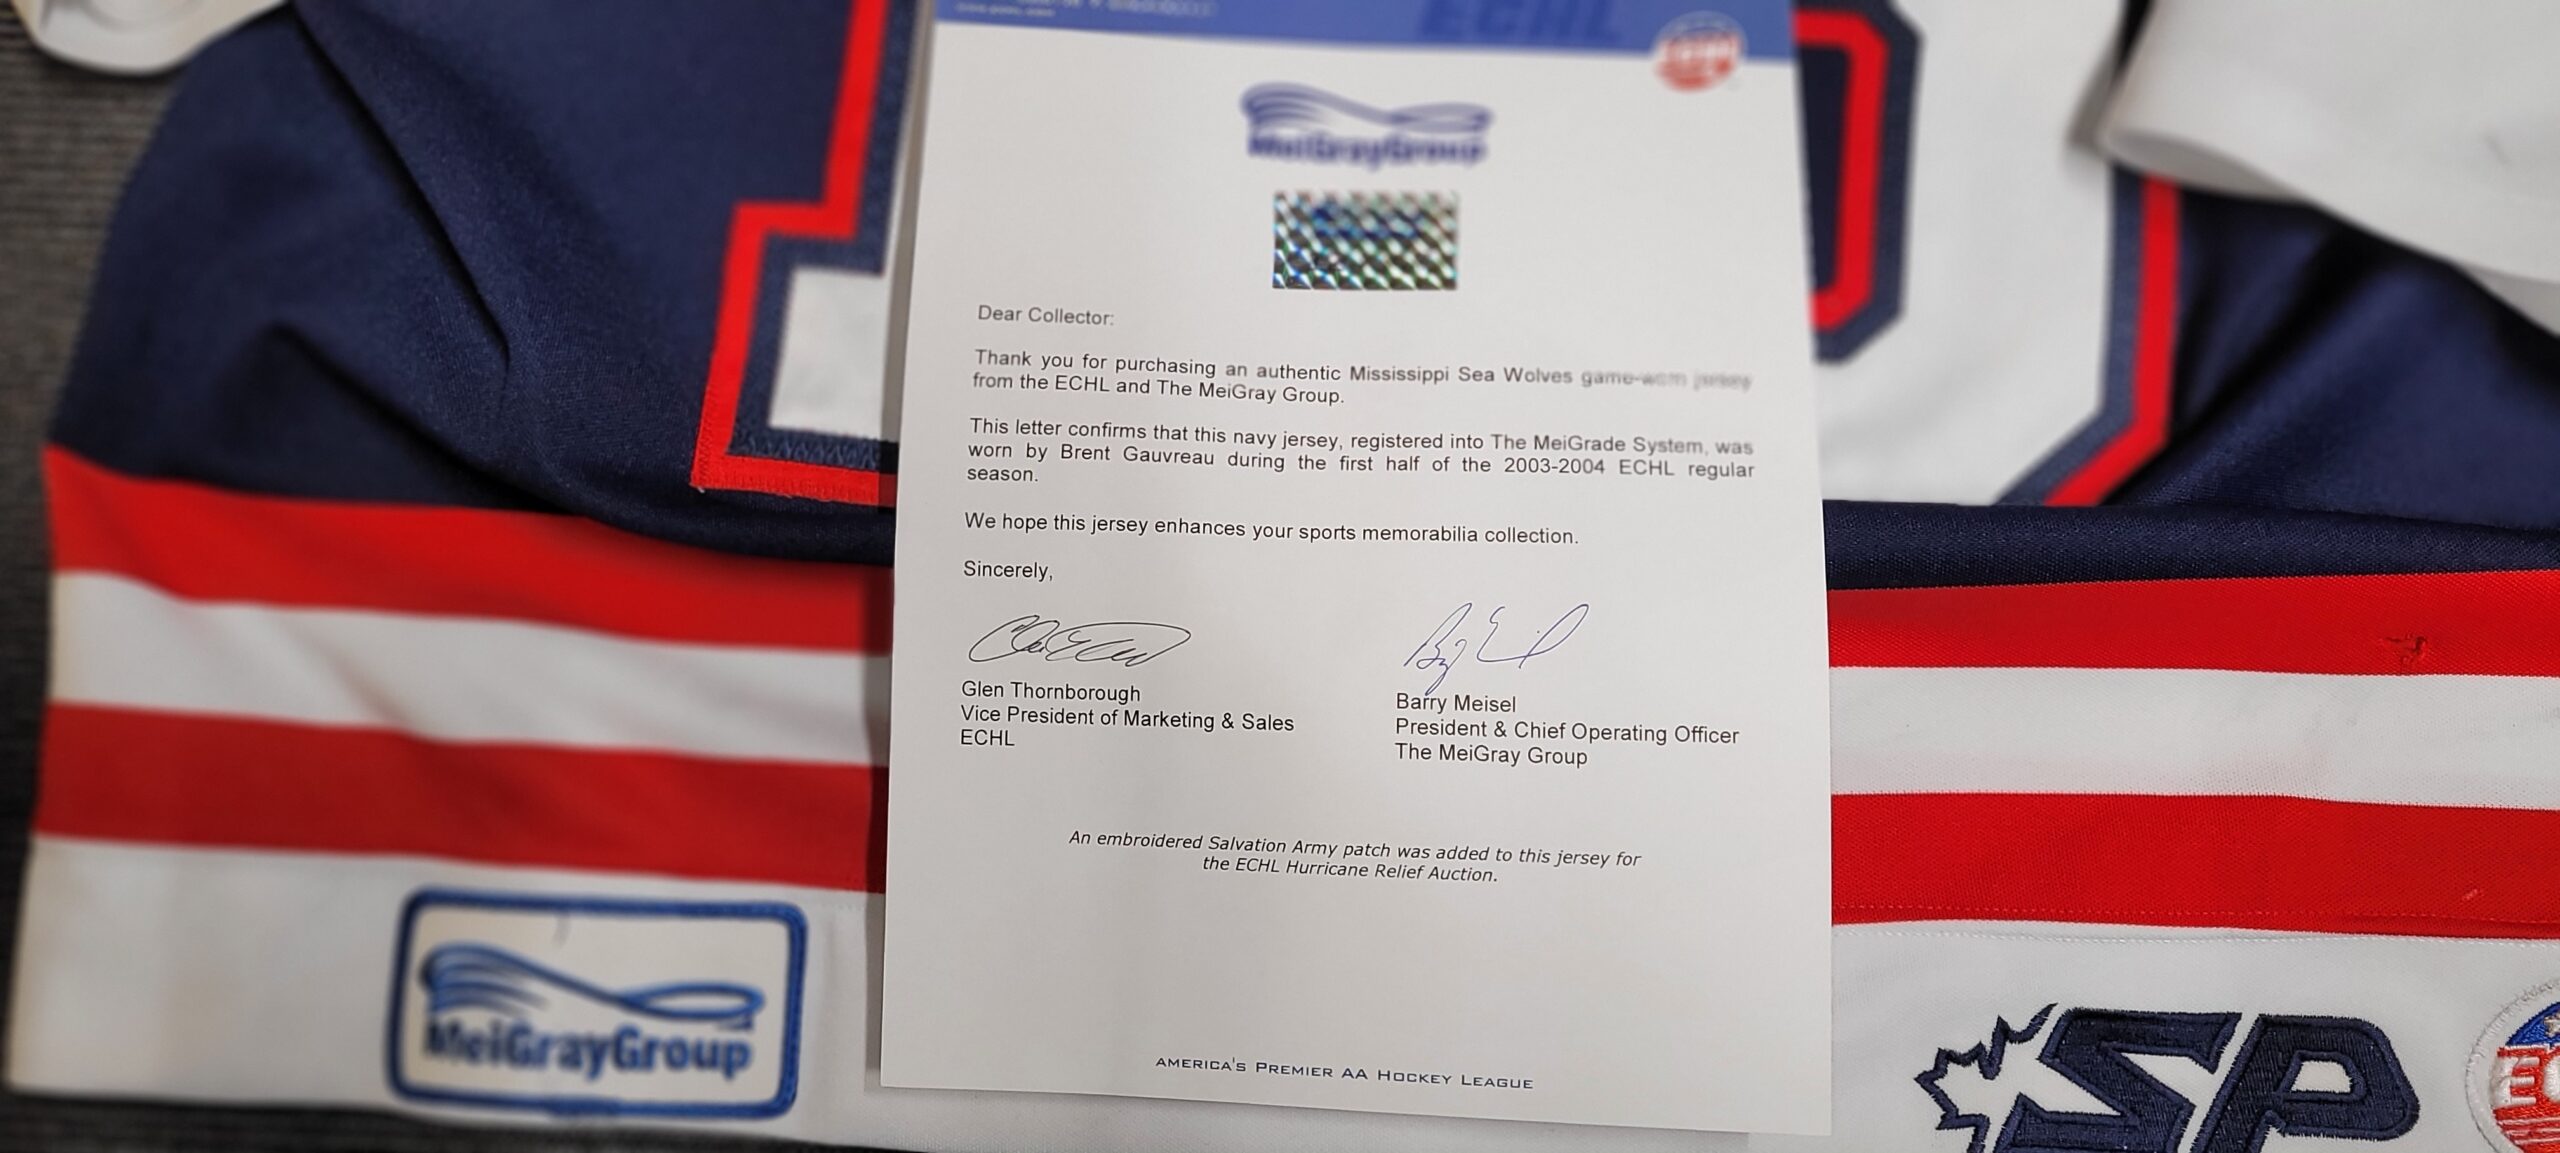 ECHL
MeiGrayGroup
Dear Collector:
Thank you for purchasing an authentic Mississippi Sea Wolves game-worn jersey
from the ECHL and The MeiGray Group.
This letter confirms that this navy jersey, registered into The MeiGrade System, was
worn by Brent Gauvreau during the first half of the 2003-2004 ECHL regular
season.
We hope this jersey enhances your sports memorabilia collection.
Sincerely,
Glen Thornborough
Vice President of Marketing & Sales
ECHL
Barry Meisel
President & Chief Operating Officer
The MeiGray Group
An embroidered Salvation Army patch was added to this jersey for
the ECHL Hurricane Relief Auction.
America's Premier AA Hockey League
MeiGrayGroup
SP